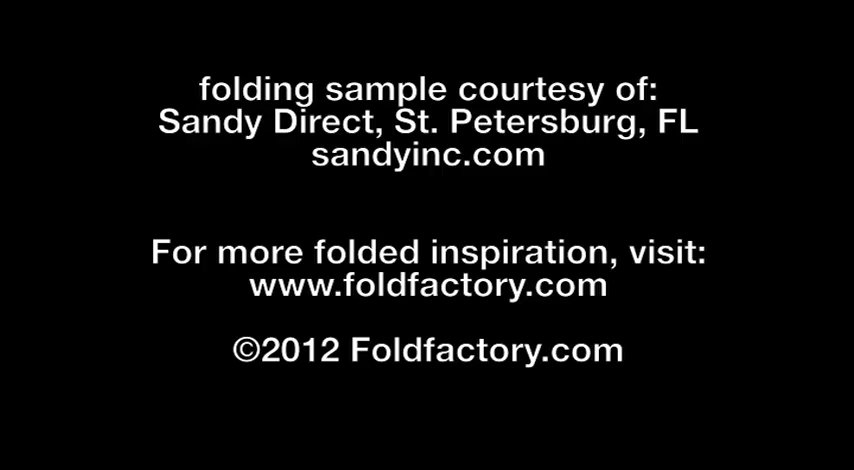 folding sample courtesy of:
Sandy Direct, St. Petersburg, FL
sandyinc.com
For more folded inspiration, visit:
www.foldfactory.com
©2012 Foldfactory.com